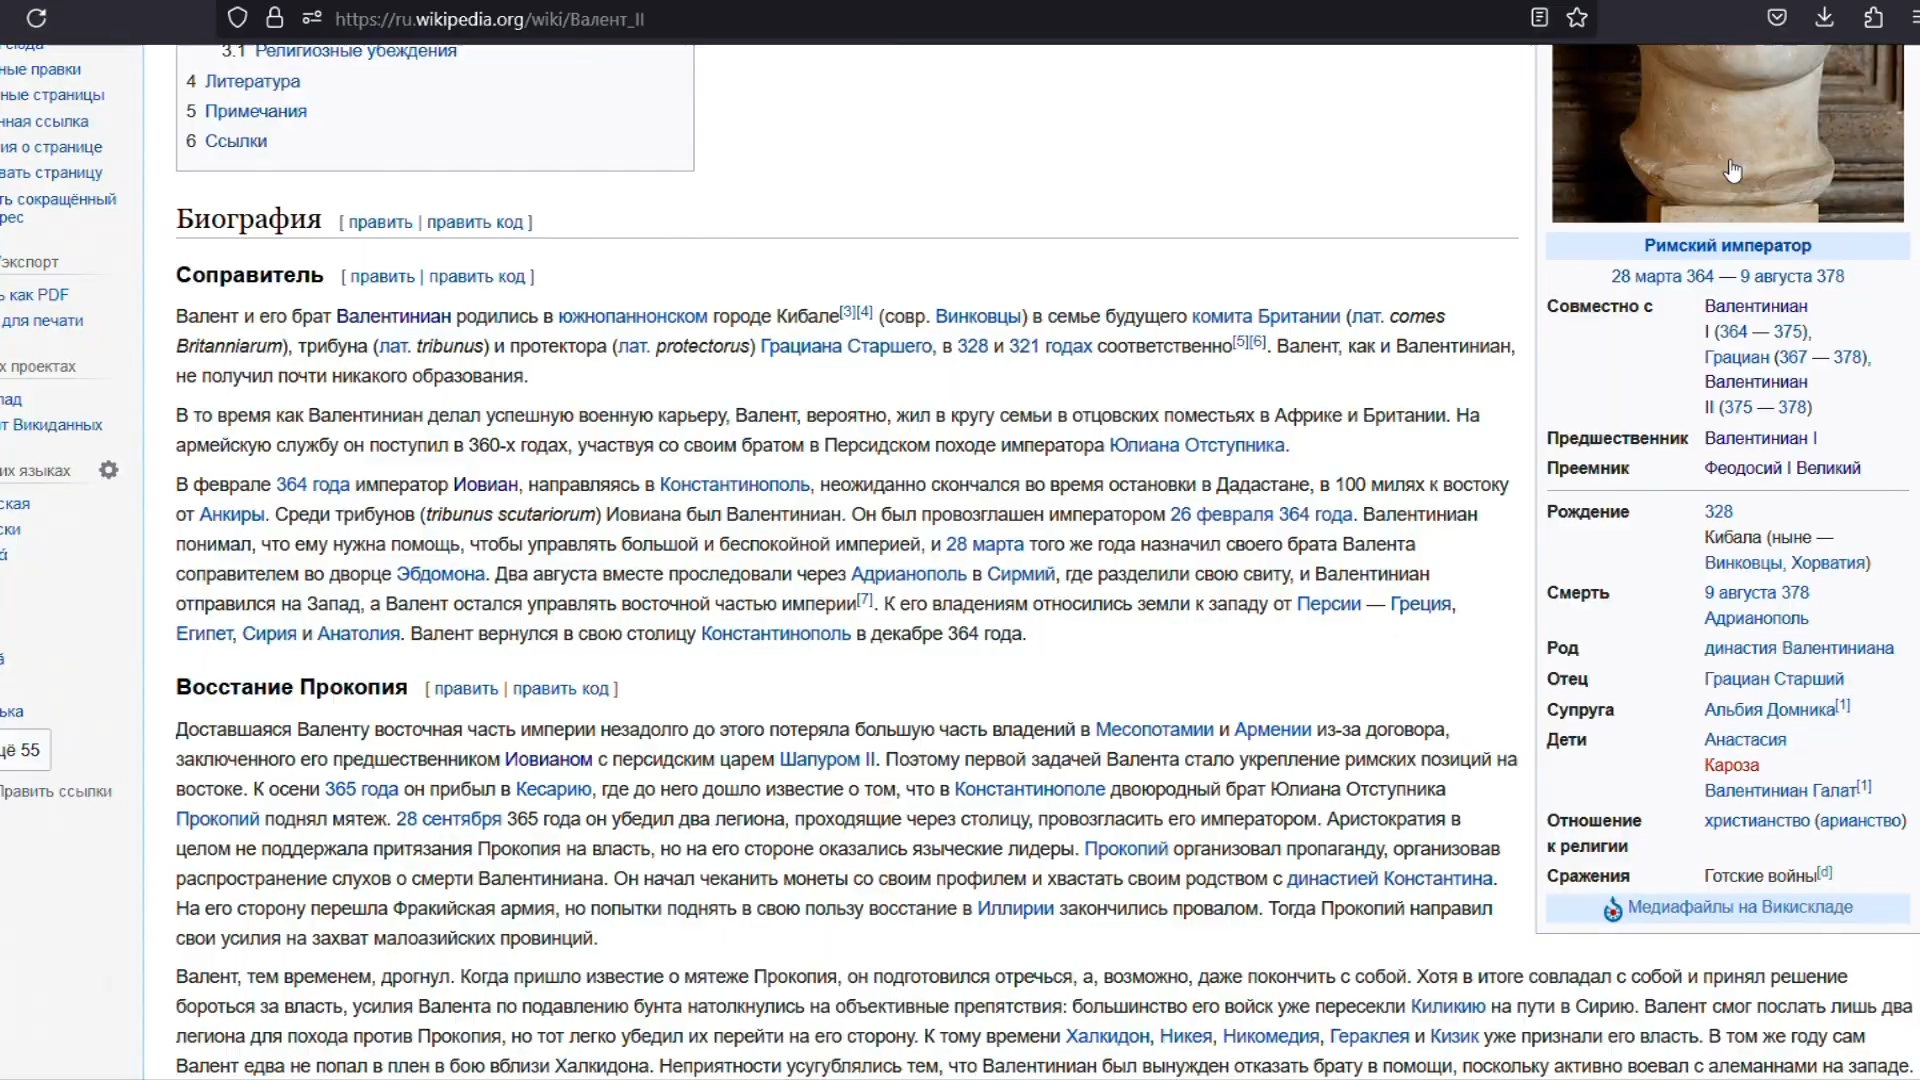 https://ru.wikipedia.org/wiki/Валент_II
сюда
ные правки
ные страницы
нная ссылка
ия о странице
вать страницу
ть сокращённый
рес
экспорт
ь как PDF
для печати
х проектах
лад
т Викиданных
их языках
ская
ски
á
й
ька
щё 55
Править ссылки
3.1 Религиозные убеждения
4 Литература
5 Примечания
6 Ссылки
Биография [ править | править код ]
Соправитель [ править | править код ]
Валент и его брат Валентиниан родились в южнопаннонском городе Кибале[3][4] (совр. Винковцы) в семье будущего комита Британии (лат. comes
Britanniarum), трибуна (лат. tribunus) и протектора (лат. protectorus) Грациана Старшего, в 328 и 321 годах соответственно[5][6]. Валент, как и Валентиниан,
не получил почти никакого образования.
В то время как Валентиниан делал успешную военную карьеру, Валент, вероятно, жил в кругу семьи в отцовских поместьях в Африке и Британии. На
армейскую службу он поступил в 360-х годах, участвуя со своим братом в Персидском походе императора Юлиана Отступника.
В феврале 364 года император Иовиан, направляясь в Константинополь, неожиданно скончался во время остановки в Дадастане, в 100 милях к востоку
от Анкиры. Среди трибунов (tribunus scutariorum) Иовиана был Валентиниан. Он был провозглашен императором 26 февраля 364 года. Валентиниан
понимал, что ему нужна помощь, чтобы управлять большой и беспокойной империей, и 28 марта того же года назначил своего брата Валента
соправителем во дворце Эбдомона. Два августа вместе проследовали через Адрианополь в Сирмий, где разделили свою свиту, и Валентиниан
отправился на Запад, а Валент остался управлять восточной частью империи[7]. К его владениям относились земли к западу от Персии — Греция,
Египет, Сирия и Анатолия. Валент вернулся в свою столицу Константинополь в декабре 364 года.
Восстание Прокопия [ править | править код ]
Доставшаяся Валенту восточная часть империи незадолго до этого потеряла большую часть владений в Месопотамии и Армении из-за договора,
заключенного его предшественником Иовианом с персидским царем Шапуром II. Поэтому первой задачей Валента стало укрепление римских позиций на
востоке. К осени 365 года он прибыл в Кесарию, где до него дошло известие о том, что в Константинополе двоюродный брат Юлиана Отступника
Прокопий поднял мятеж. 28 сентября 365 года он убедил два легиона, проходящие через столицу, провозгласить его императором. Аристократия в
целом не поддержала притязания Прокопия на власть, но на его стороне оказались языческие лидеры. Прокопий организовал пропаганду, организовав
распространение слухов о смерти Валентиниана. Он начал чеканить монеты со своим профилем и хвастать своим родством с династией Константина.
На его сторону перешла Фракийская армия, но попытки поднять в свою пользу восстание в Иллирии закончились провалом. Тогда Прокопий направил
свои усилия на захват малоазийских провинций.
Валент, тем временем, дрогнул. Когда пришло известие о мятеже Прокопия, он подготовился отречься, а, возможно, даже покончить с собой. Хотя в итоге совладал с собой и принял решение
бороться за власть, усилия Валента по подавлению бунта натолкнулись на объективные препятствия: большинство его войск уже пересекли Киликию на пути в Сирию. Валент смог послать лишь два
легиона для похода против Прокопия, но тот легко убедил их перейти на его сторону. К тому времени Халкидон, Никея, Никомедия, Гераклея и Кизик уже признали его власть. В том же году сам
Валент едва не попал в плен в бою вблизи Халкидона. Неприятности усугублялись тем, что Валентиниан был вынужден отказать брату в помощи, поскольку активно воевал с алеманнами на западе.
Римский император
28 марта 364 — 9 августа 378
Совместно с Валентиниан
I (364 — 375),
Грациан (367 — 378),
Валентиниан
II (375 — 378)
Предшественник Валентиниан I
Преемник Феодосий I Великий
Рождение 328
Кибала (ныне —
Винковцы, Хорватия)
Смерть 9 августа 378
Адрианополь
Род династия Валентиниана
Отец Грациан Старший
Супруга Альбия Домника[1]
Дети Анастасия
Кароза
Валентиниан Галат[1]
Отношение христианство (арианство)
к религии
Сражения Готские войны[d]
Медиафайлы на Викискладе